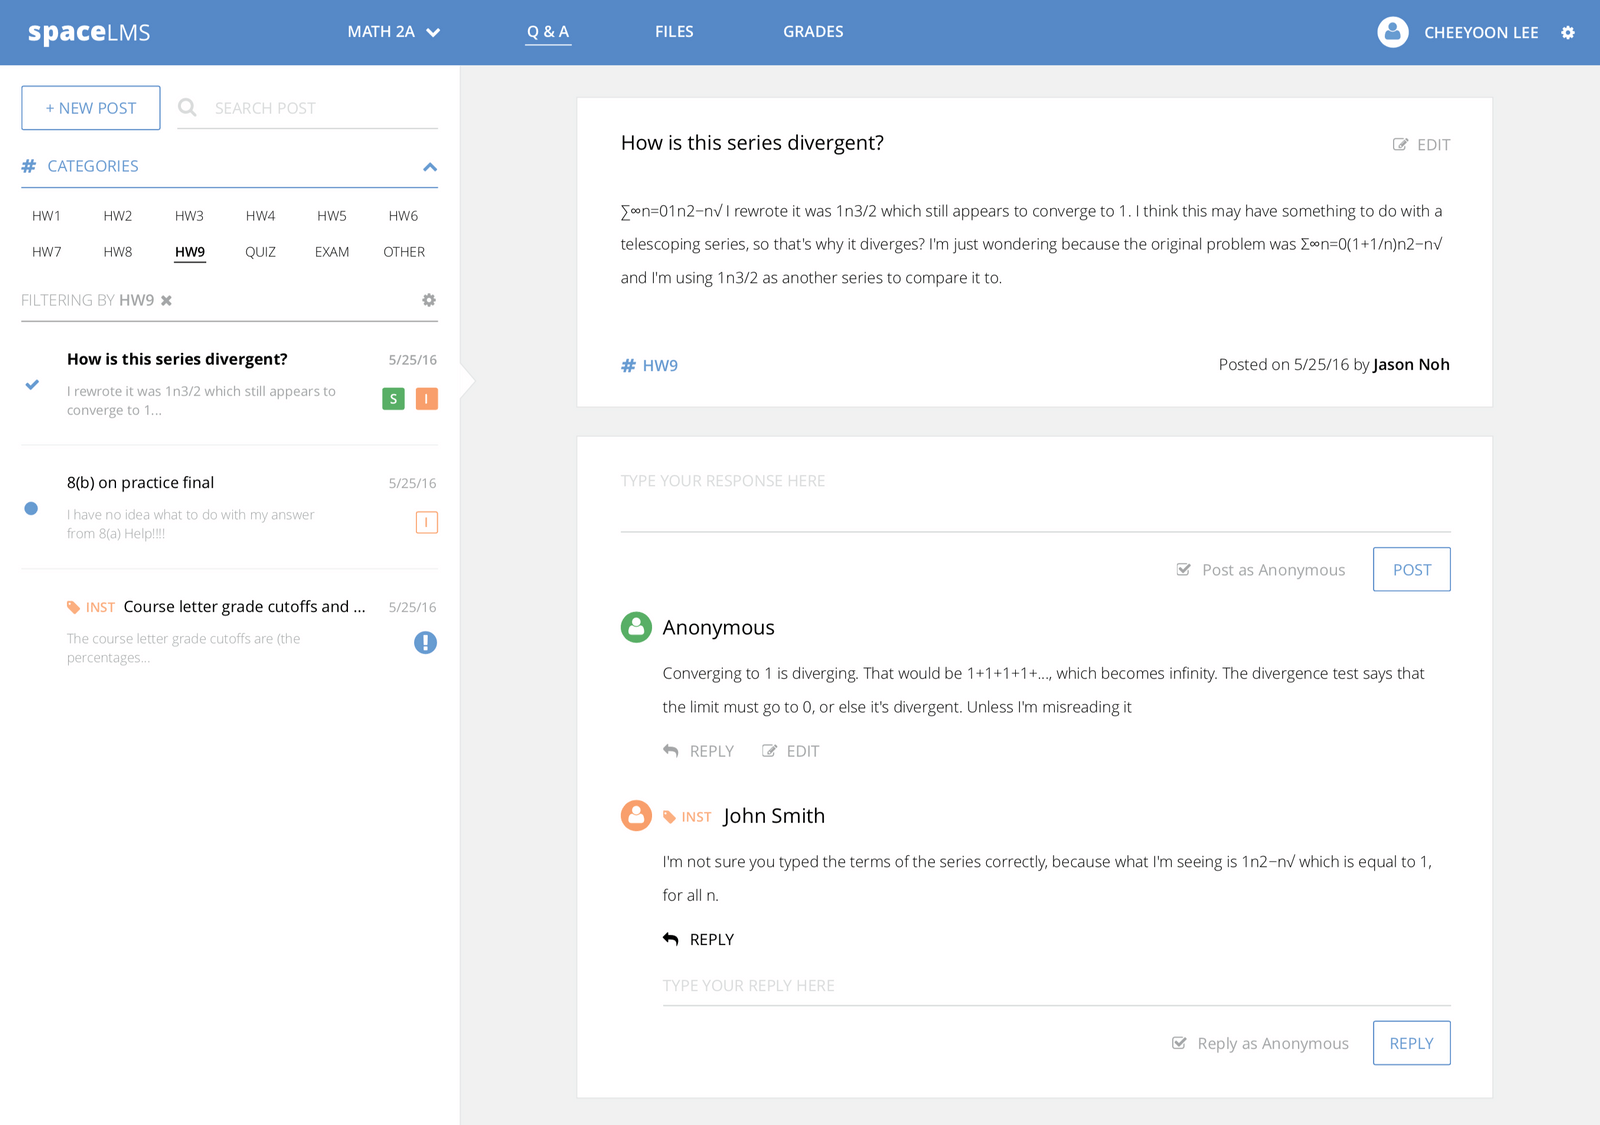 spaceLMS
MATH 2A
Q & A
FILES
GRADES
CHEEYOON LEE
+ NEW POST
SEARCH POST
# CATEGORIES
HW1 HW2 HW3 HW4 HW5 HW6
HW7 HW8 HW9 QUIZ EXAM OTHER
FILTERING BY HW9
How is this series divergent? 5/25/16
I rewrote it was 1n3/2 which still appears to
converge to 1...
S I
8(b) on practice final 5/25/16
I have no idea what to do with my answer
from 8(a) Help!!!!
I
INST Course letter grade cutoffs and ... 5/25/16
The course letter grade cutoffs are (the
percentages...
How is this series divergent?
EDIT
∑∞n=01n2−n√ I rewrote it was 1n3/2 which still appears to converge to 1. I think this may have something to do with a
telescoping series, so that's why it diverges? I'm just wondering because the original problem was Σ∞n=0(1+1/n)n2−n√
and I'm using 1n3/2 as another series to compare it to.
# HW9
Posted on 5/25/16 by Jason Noh
TYPE YOUR RESPONSE HERE
Post as Anonymous
POST
Anonymous
Converging to 1 is diverging. That would be 1+1+1+1+..., which becomes infinity. The divergence test says that
the limit must go to 0, or else it's divergent. Unless I'm misreading it
REPLY EDIT
INST John Smith
I'm not sure you typed the terms of the series correctly, because what I'm seeing is 1n2−n√ which is equal to 1,
for all n.
REPLY
TYPE YOUR REPLY HERE
Reply as Anonymous
REPLY